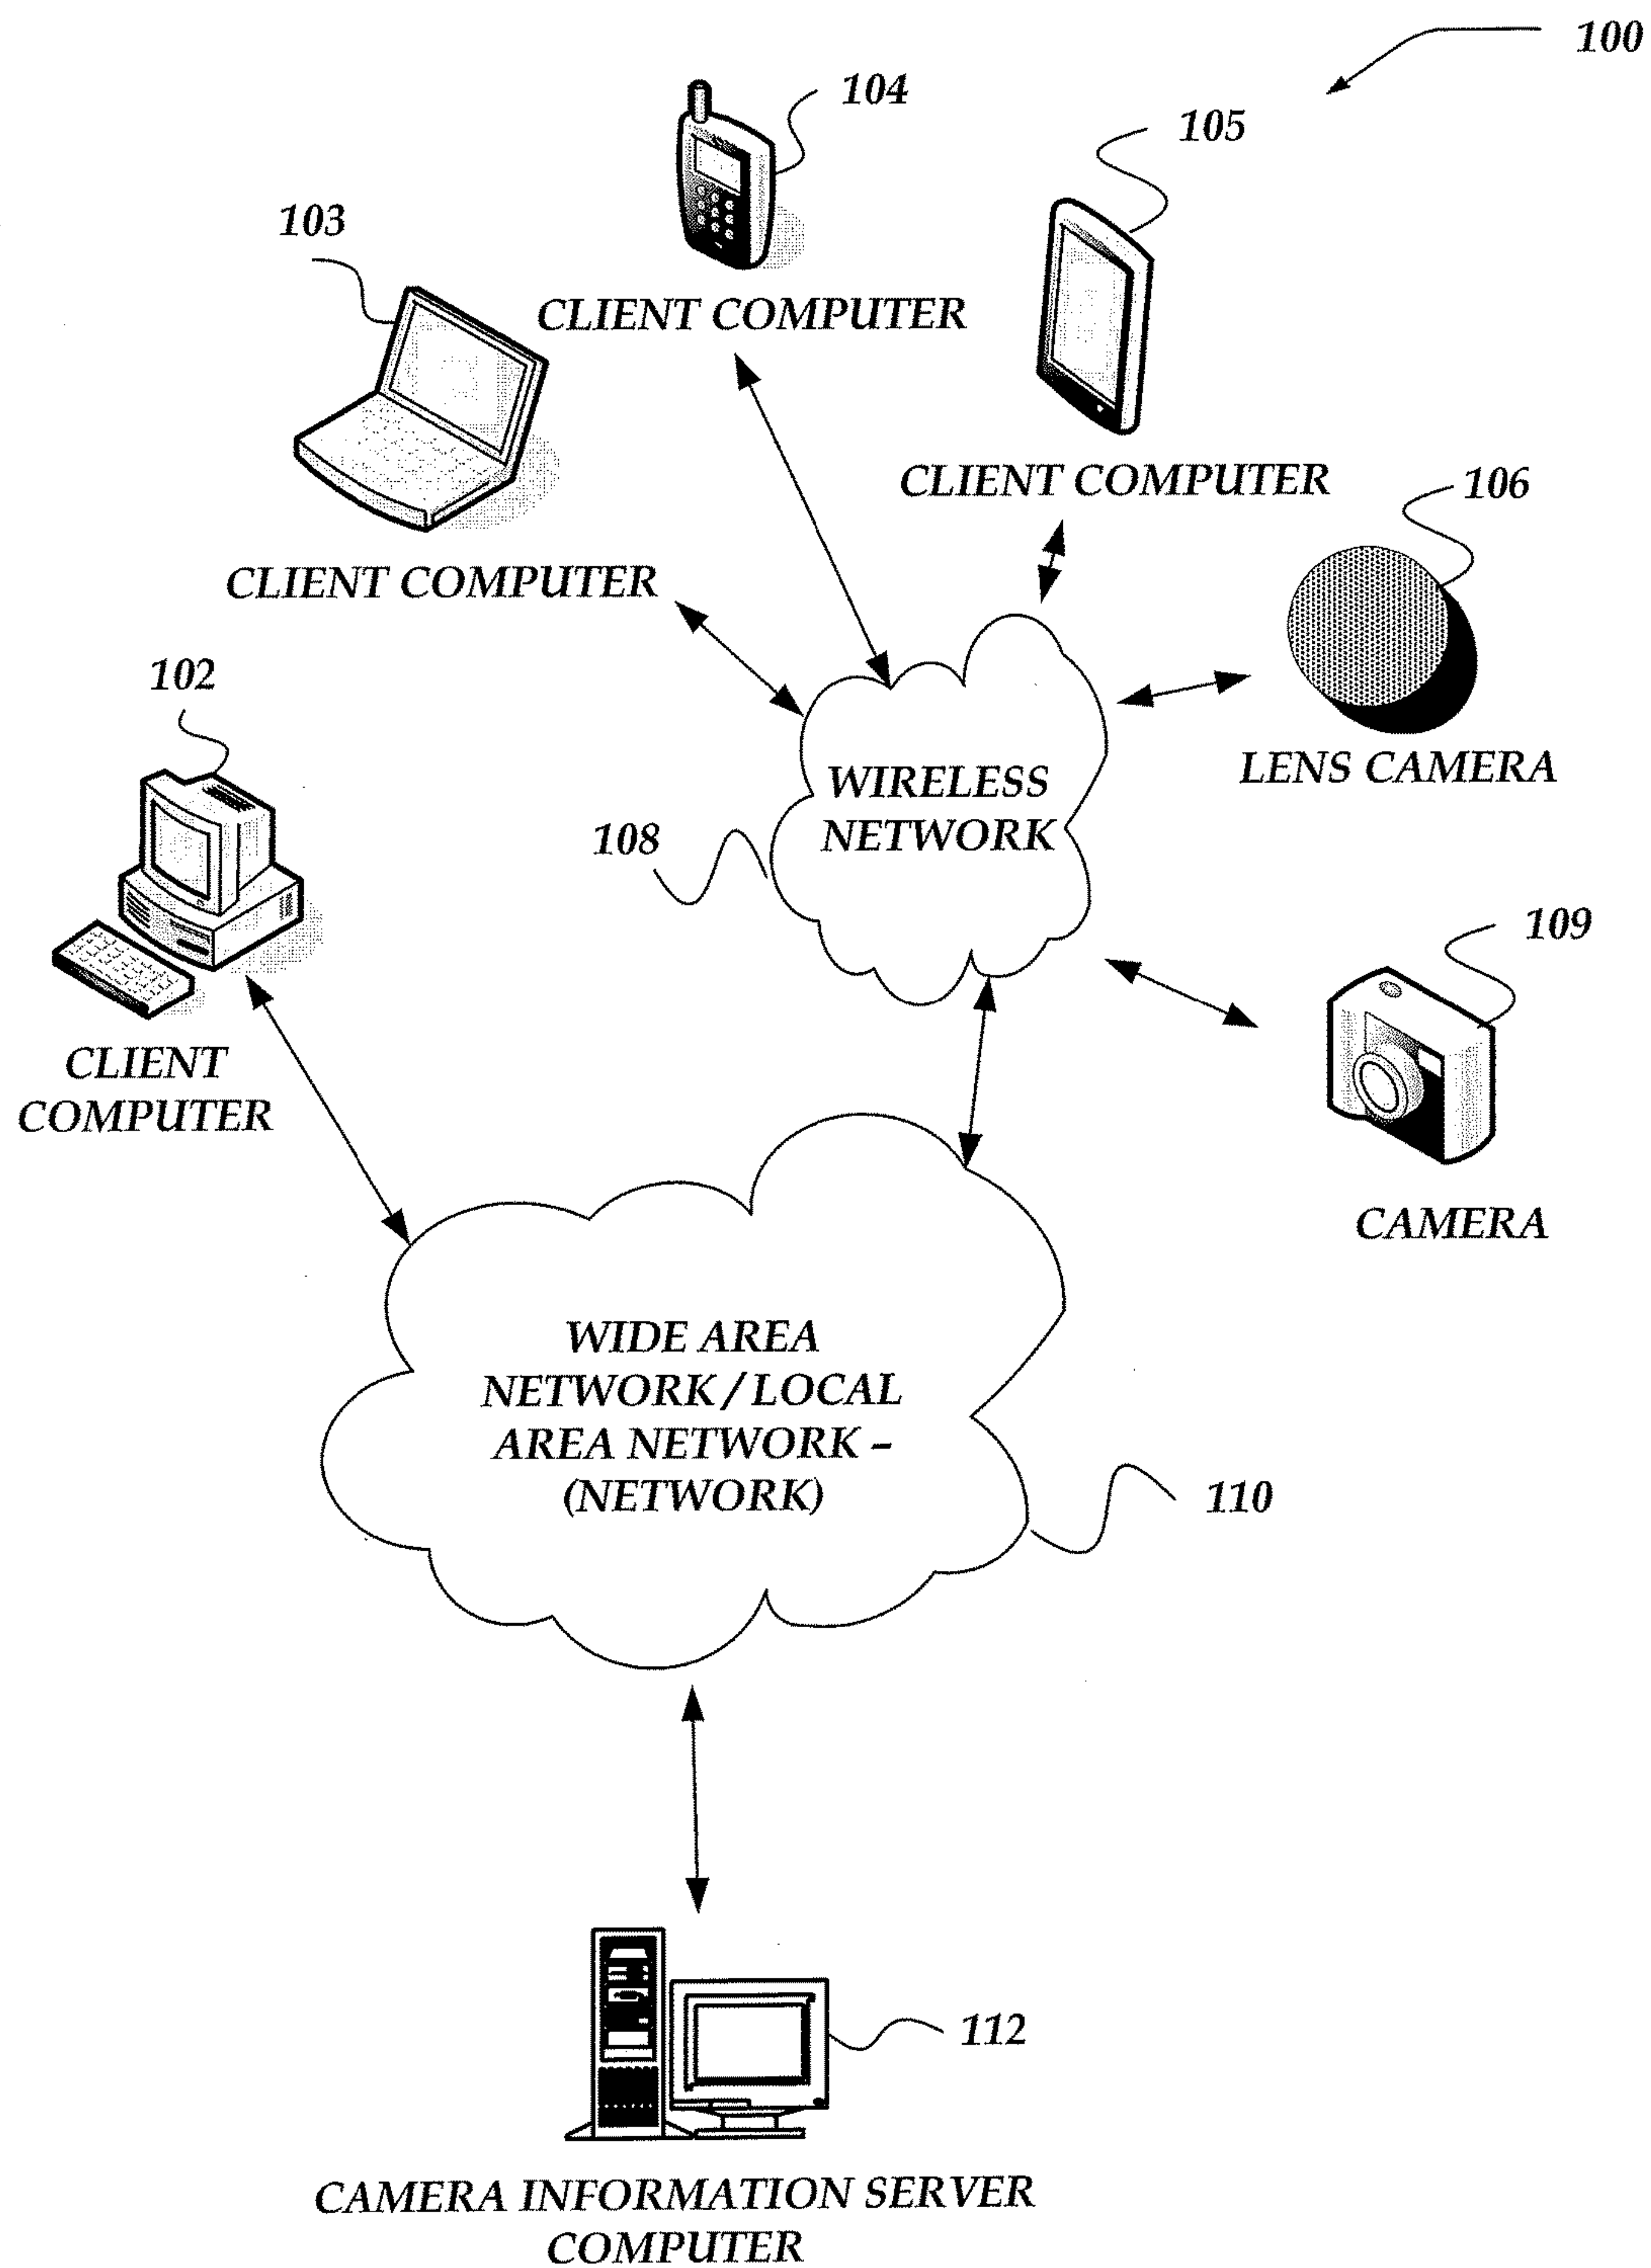 100
104
105
103
CLIENT COMPUTER
CLIENT COMPUTER
106
CLIENT COMPUTER
102
LENS CAMERA
WIRELESS
NETWORK
108
109
CLIENT
COMPUTER
CAMERA
WIDE AREA
NETWORK/LOCAL
AREA NETWORK –
(NETWORK)
110
112
CAMERA INFORMATION SERVER
COMPUTER